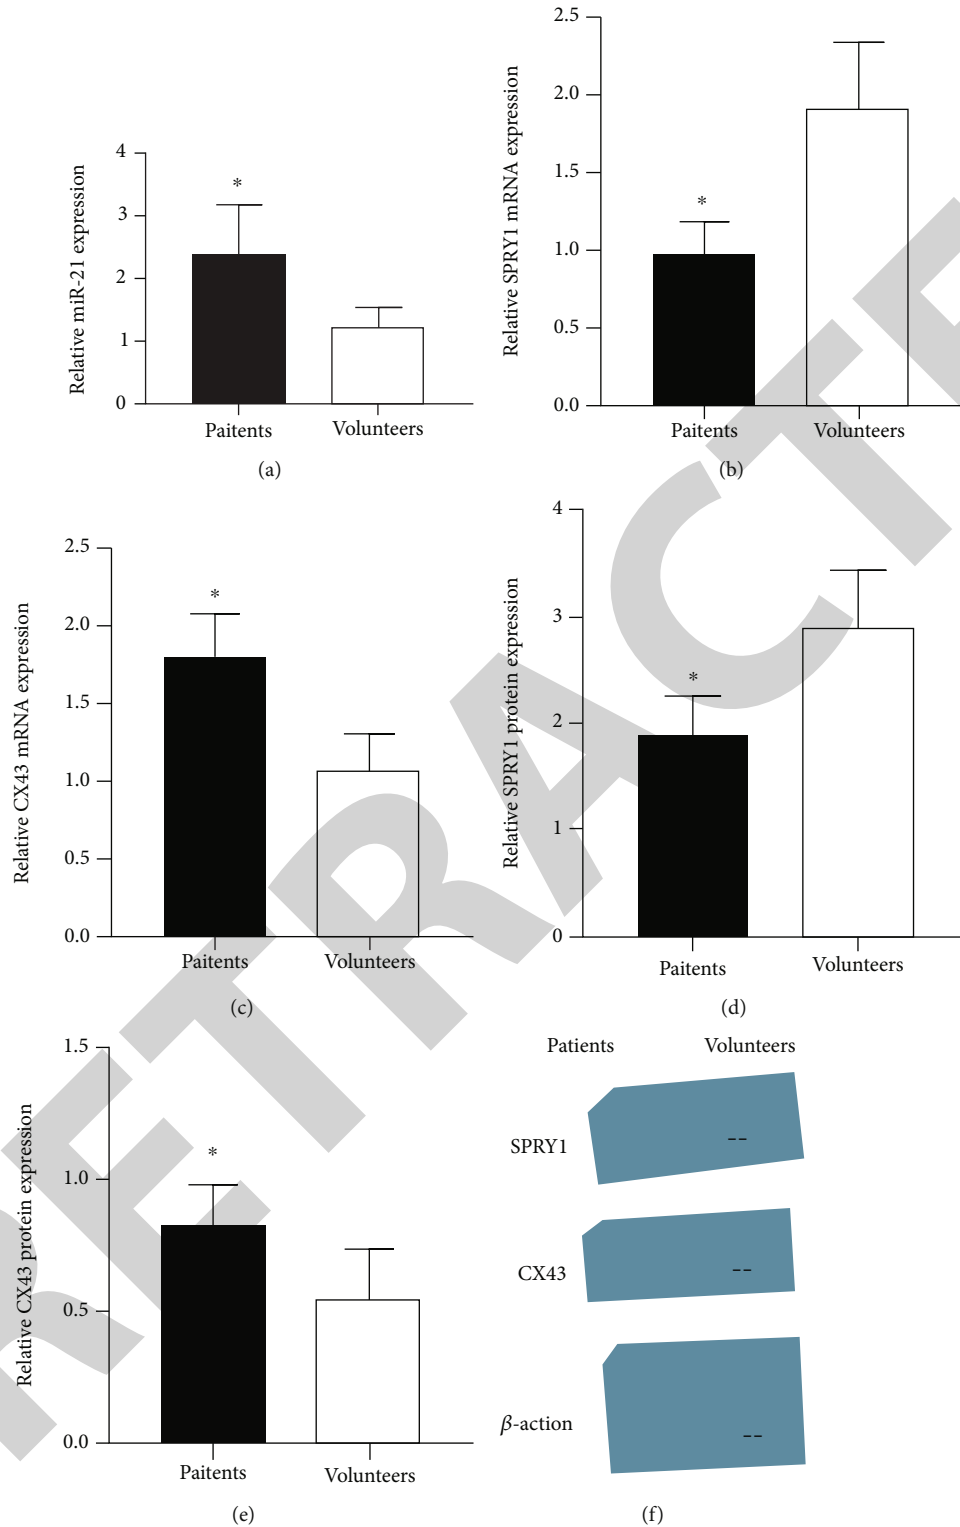 Relative miR-21 expression
4
3
2
1
0
*
Paitents Volunteers
(a)
Relative SPRY1 mRNA expression
2.5
2.0
1.5
1.0
0.5
0.0
*
Paitents Volunteers
(b)
Relative CX43 mRNA expression
2.5
2.0
1.5
1.0
0.5
0.0
*
Paitents Volunteers
(c)
Relative SPRY1 protein expression
4
3
2
1
0
*
Paitents Volunteers
(d)
Relative CX43 protein expression
1.5
1.0
0.5
0.0
*
Paitents Volunteers
(e)
Patients Volunteers
SPRY1
CX43
β-action
(f)
RETRACTE